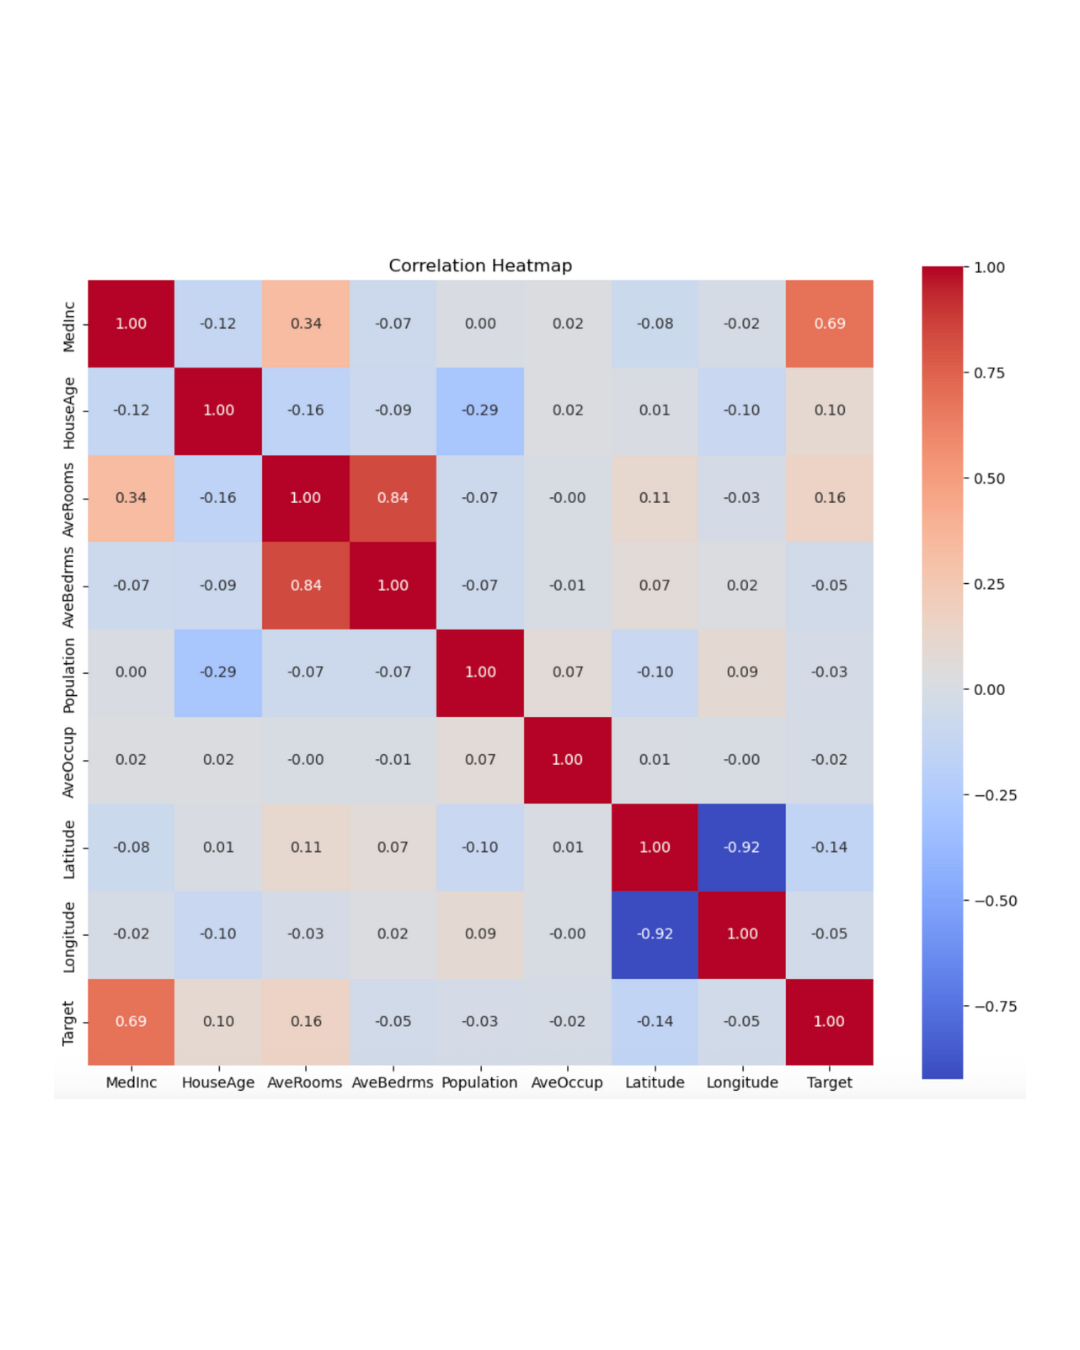 Correlation Heatmap
MedInc 1.00 -0.12 0.34 -0.07 0.00 0.02 -0.08 -0.02 0.69
HouseAge -0.12 1.00 -0.16 -0.09 -0.29 0.02 0.01 -0.10 0.10
AveRooms 0.34 -0.16 1.00 0.84 -0.07 -0.00 0.11 -0.03 0.16
AveBedrms -0.07 -0.09 0.84 1.00 -0.07 -0.01 0.07 0.02 -0.05
Population 0.00 -0.29 -0.07 -0.07 1.00 0.07 -0.10 0.09 -0.03
AveOccup 0.02 0.02 -0.00 -0.01 0.07 1.00 0.01 -0.00 -0.02
Latitude -0.08 0.01 0.11 0.07 -0.10 0.01 1.00 -0.92 -0.14
Longitude -0.02 -0.10 -0.03 0.02 0.09 -0.00 -0.92 1.00 -0.05
Target 0.69 0.10 0.16 -0.05 -0.03 -0.02 -0.14 -0.05 1.00
MedInc HouseAge AveRooms AveBedrms Population AveOccup Latitude Longitude Target
1.00
0.75
0.50
0.25
0.00
−0.25
−0.50
−0.75